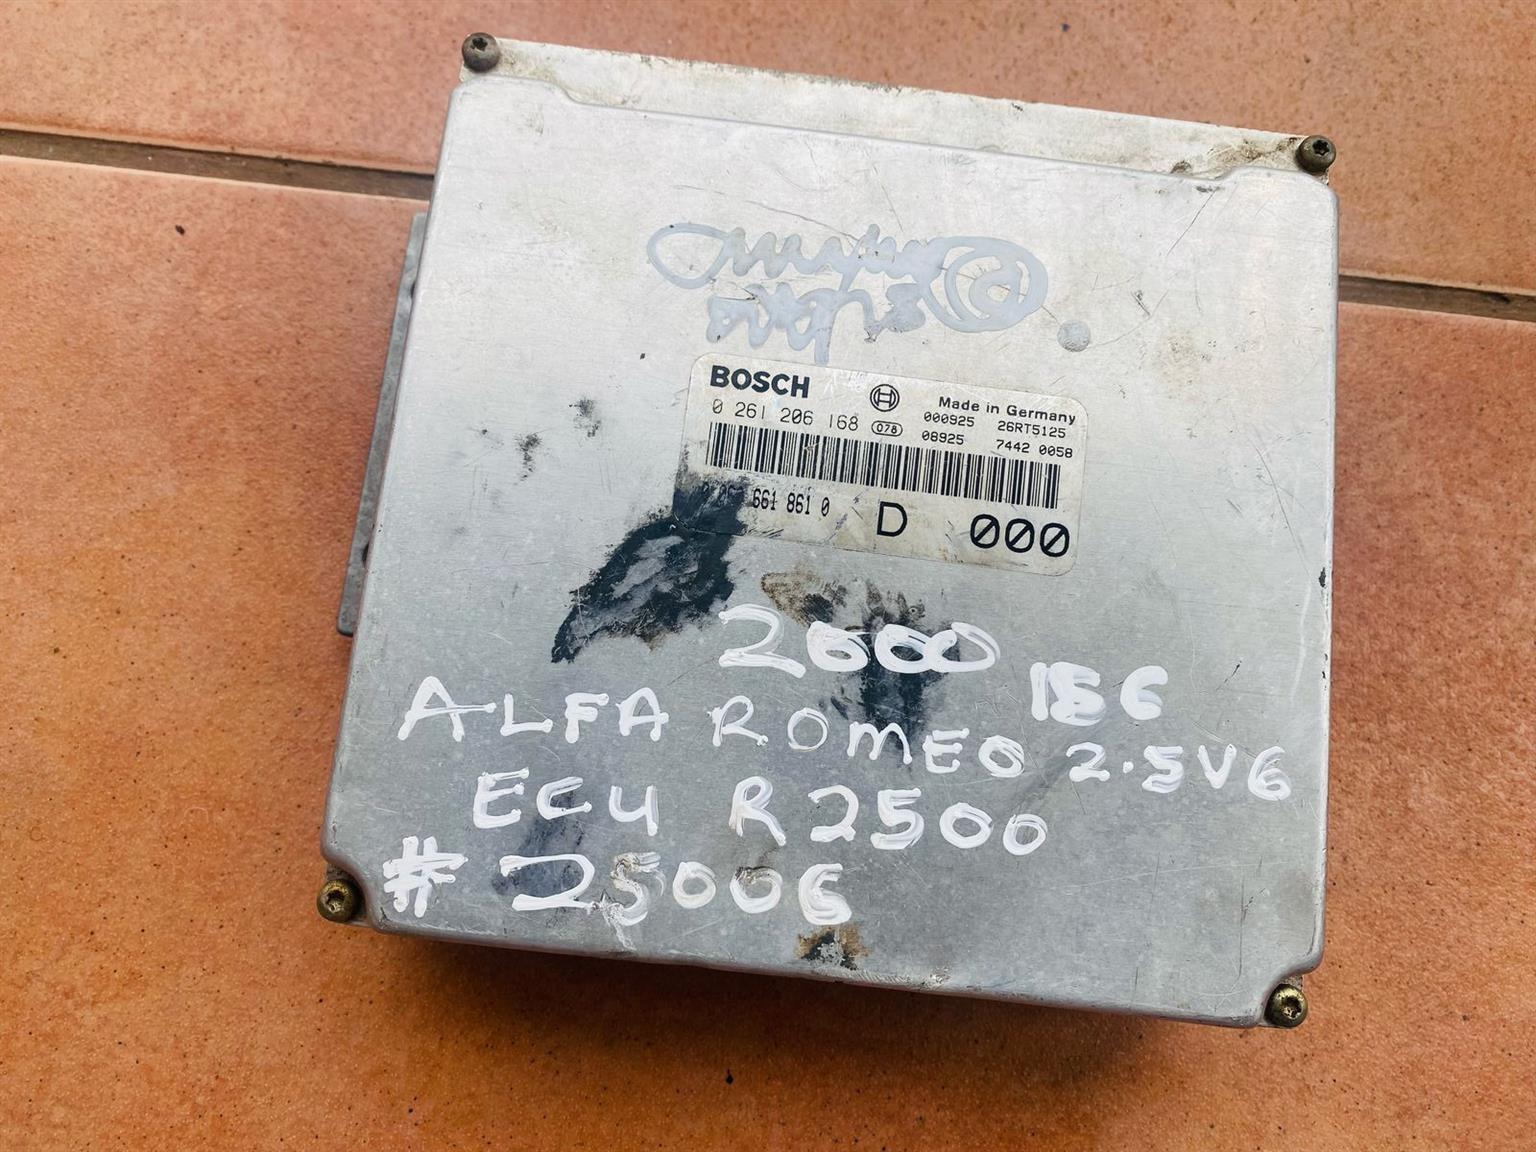 BOSCH
Made in Germany
0 261 206 168 078 000925 26RT5125
08925 7442 0058
661 861 0 D 000
2000 156
ALFA ROMEO 2.5V6
ECU R2500
# 25006